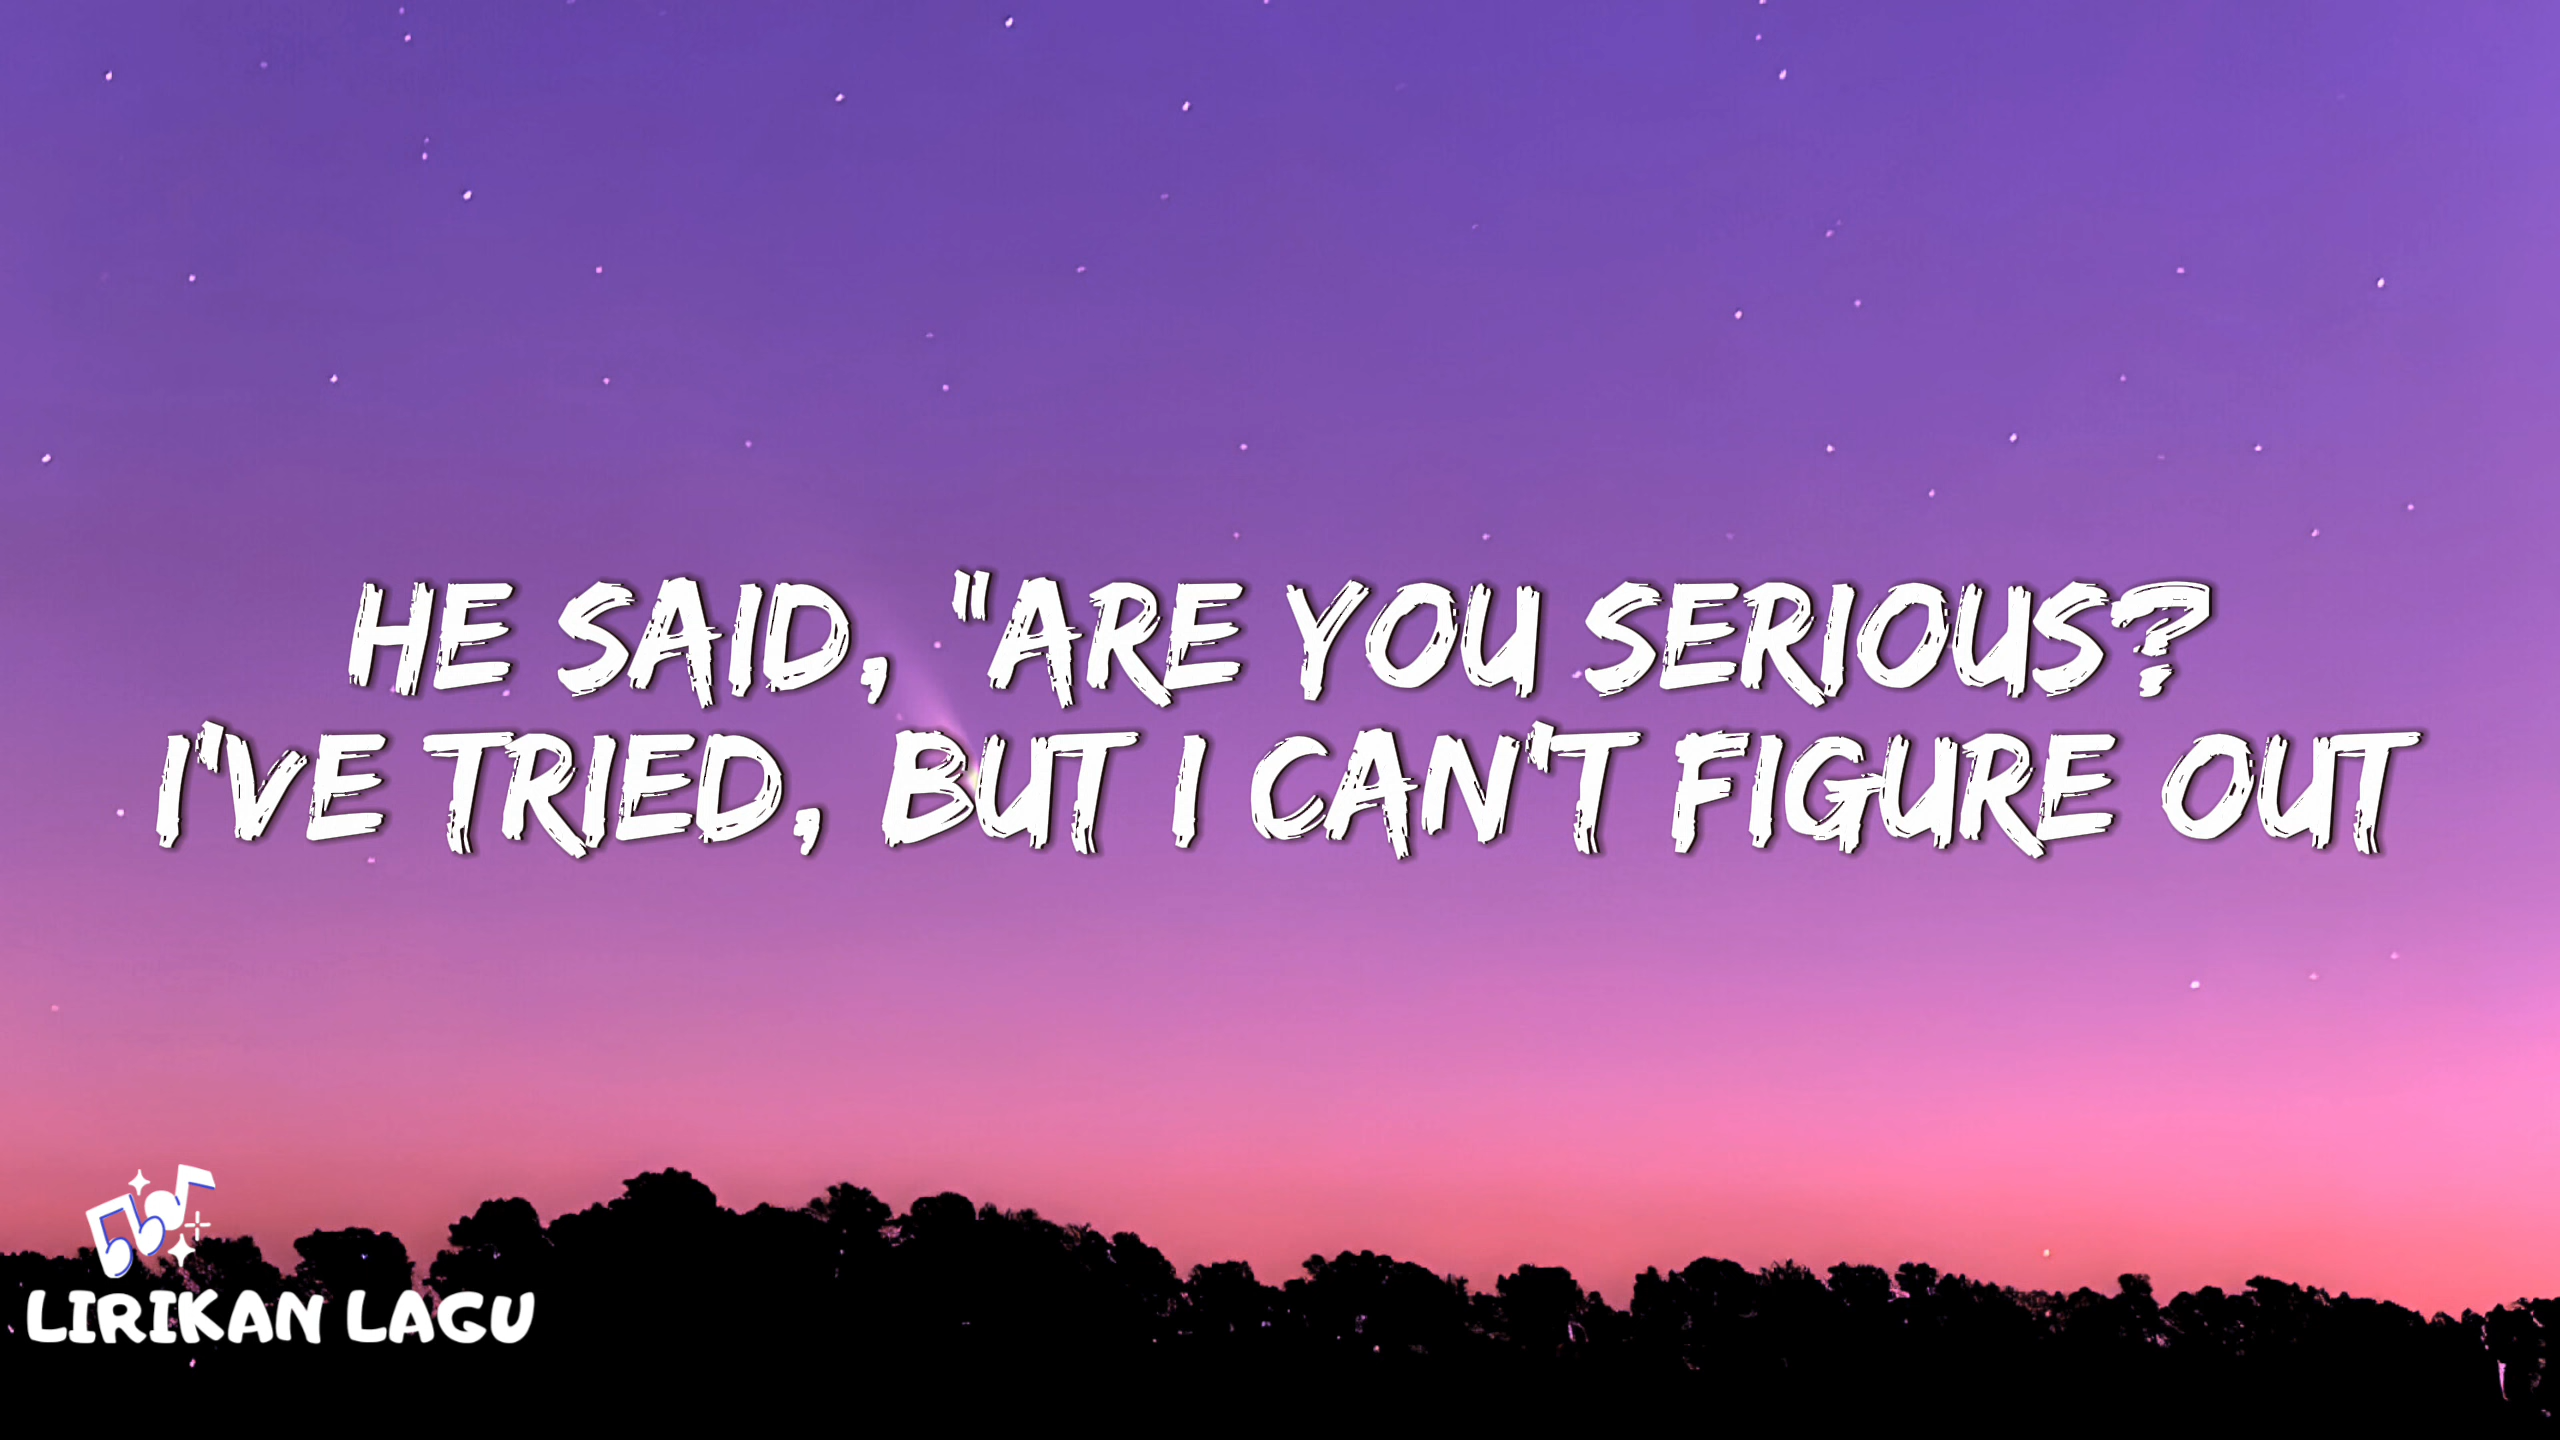 HE SAID, "ARE YOU SERIOUS?
I'VE TRIED, BUT I CAN'T FIGURE OUT
LIRIKAN LAGU